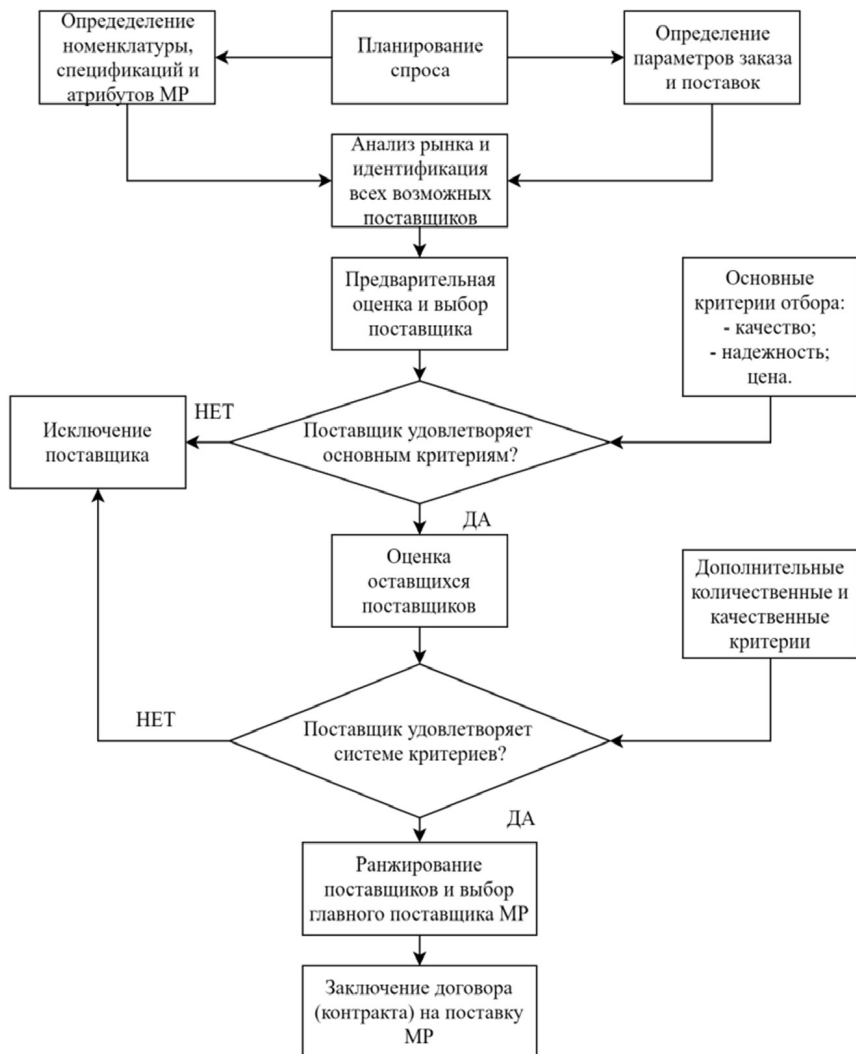 Опредеделение
номенклатуры,
спецификаций и
атрибутов МР
Планирование
спроса
Определение
параметров заказа
и поставок
Анализ рынка и
идентификация
всех возможных
поставщиков
Предварительная
оценка и выбор
поставщика
Основные
критерии отбора:
- качество;
- надежность;
цена.
Исключение
поставщика
НЕТ
Поставщик удовлетворяет
основным критериям?
ДА
Оценка
оставщихся
поставщиков
Дополнительные
количественные и
качественные
критерии
НЕТ
Поставщик удовлетворяет
системе критериев?
ДА
Ранжирование
поставщиков и выбор
главного поставщика МР
Заключение договора
(контракта) на поставку
МР